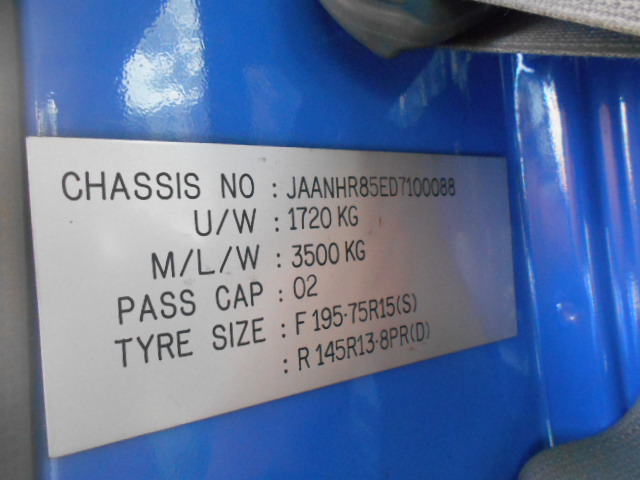 CHASSIS NO : JAANHR85ED7100088
U/W : 1720 KG
M/L/W : 3500 KG
PASS CAP : 02
TYRE SIZE : F 195-75R15(S)
: R 145R13-8PR(D)